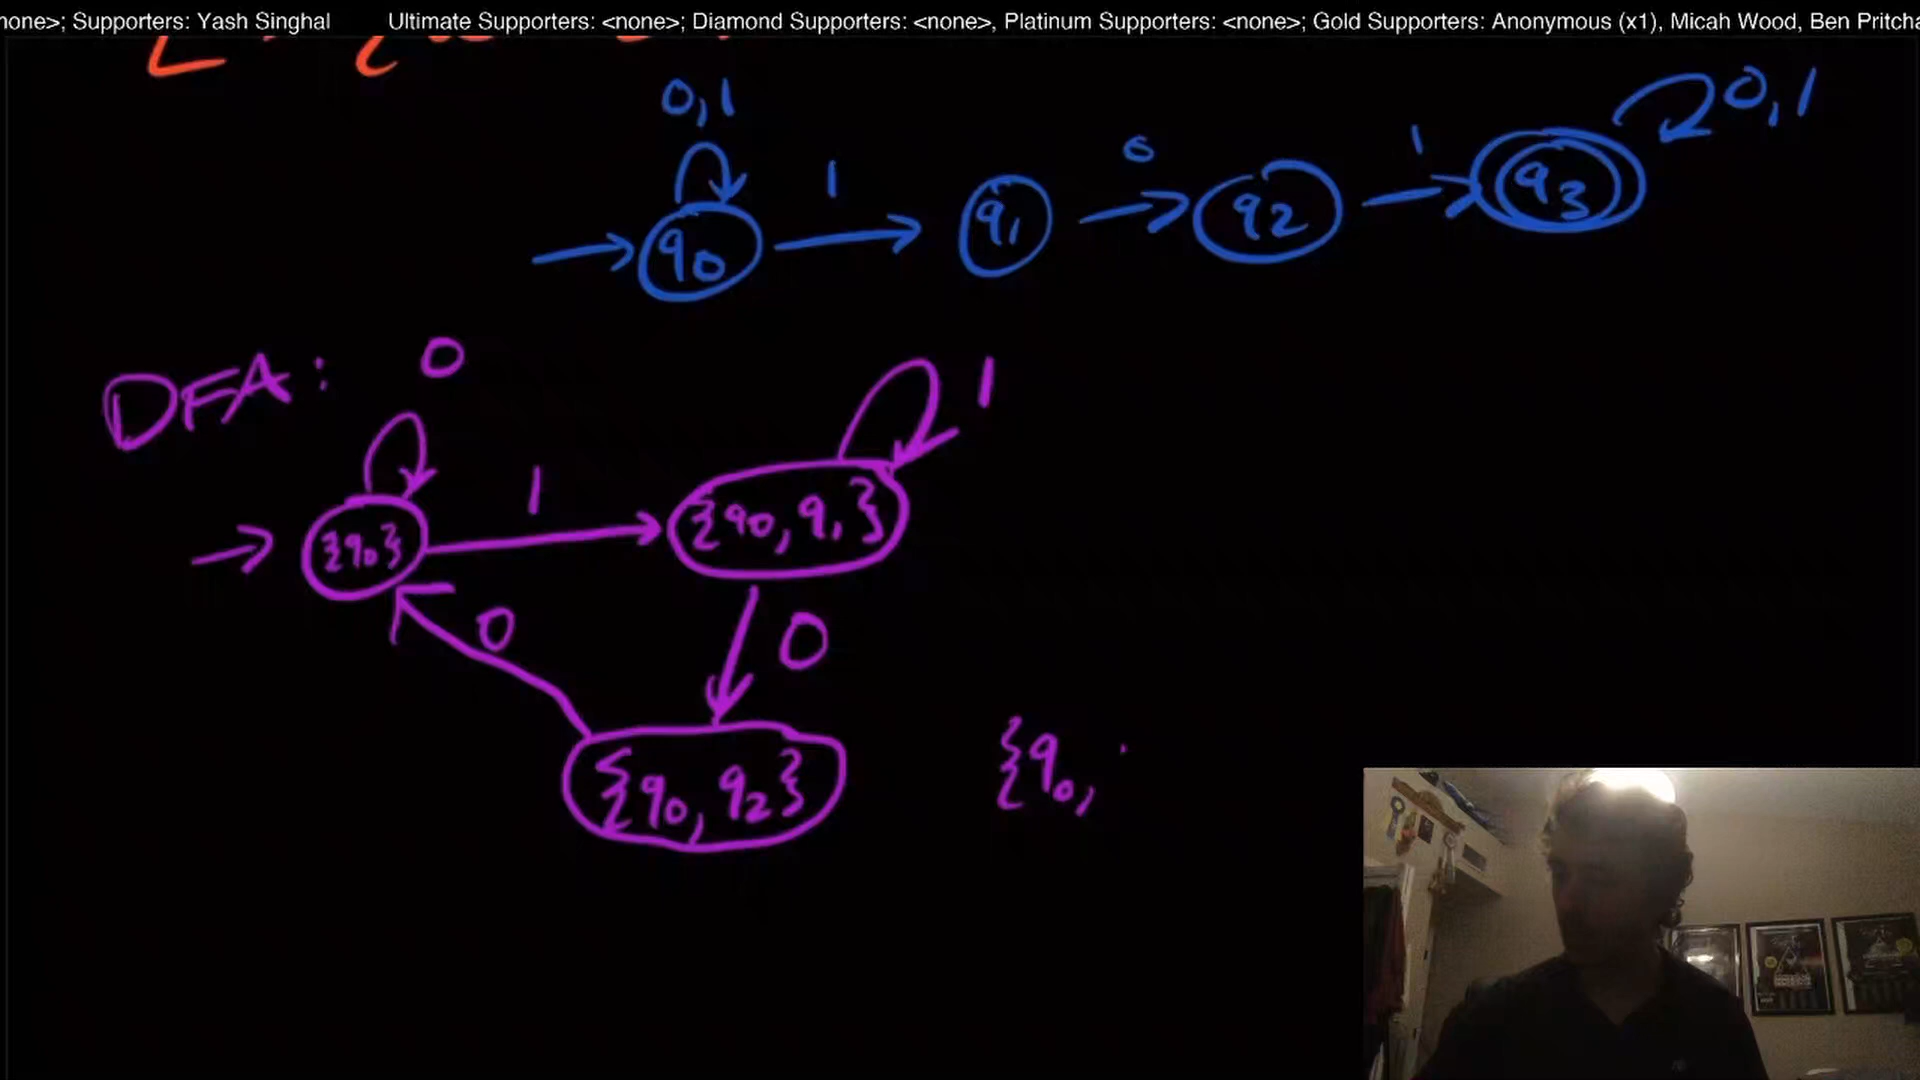 none>; Supporters: Yash Singhal Ultimate Supporters: <none>; Diamond Supporters: <none>, Platinum Supporters: <none>; Gold Supporters: Anonymous (x1), Micah Wood, Ben Pritcha
0,1 1 0 1 0,1
q0 q1 q2 q3
DFA: 0 1
1
{q0} {q0, q1}
0 0
{q0, q2} {q0,